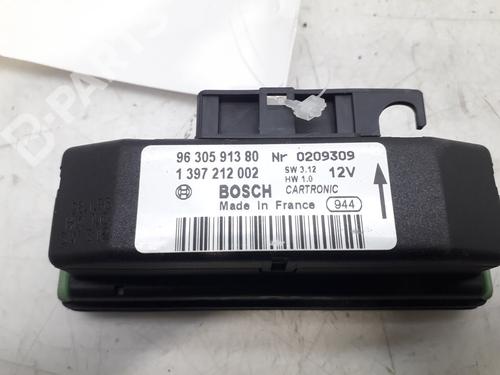 96 305 913 80 Nr 0209309
1 397 212 002 SW 3.12 HW 1.0 12V
BOSCH CARTRONIC
Made in France 944